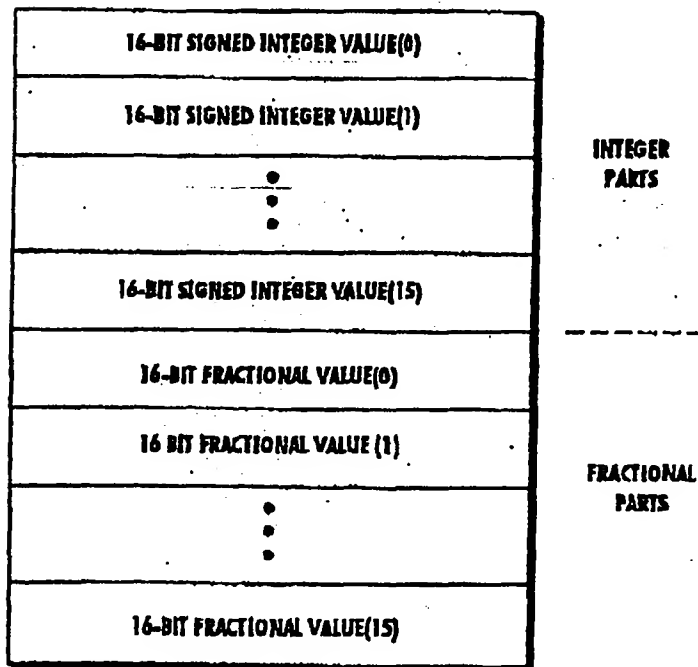 16-BIT SIGNED INTEGER VALUE(0)
16-BIT SIGNED INTEGER VALUE(1)
16-BIT SIGNED INTEGER VALUE(15)
INTEGER
PARTS
16-BIT FRACTIONAL VALUE(0)
16 BIT FRACTIONAL VALUE (1)
16-BIT FRACTIONAL VALUE(15)
FRACTIONAL
PARTS